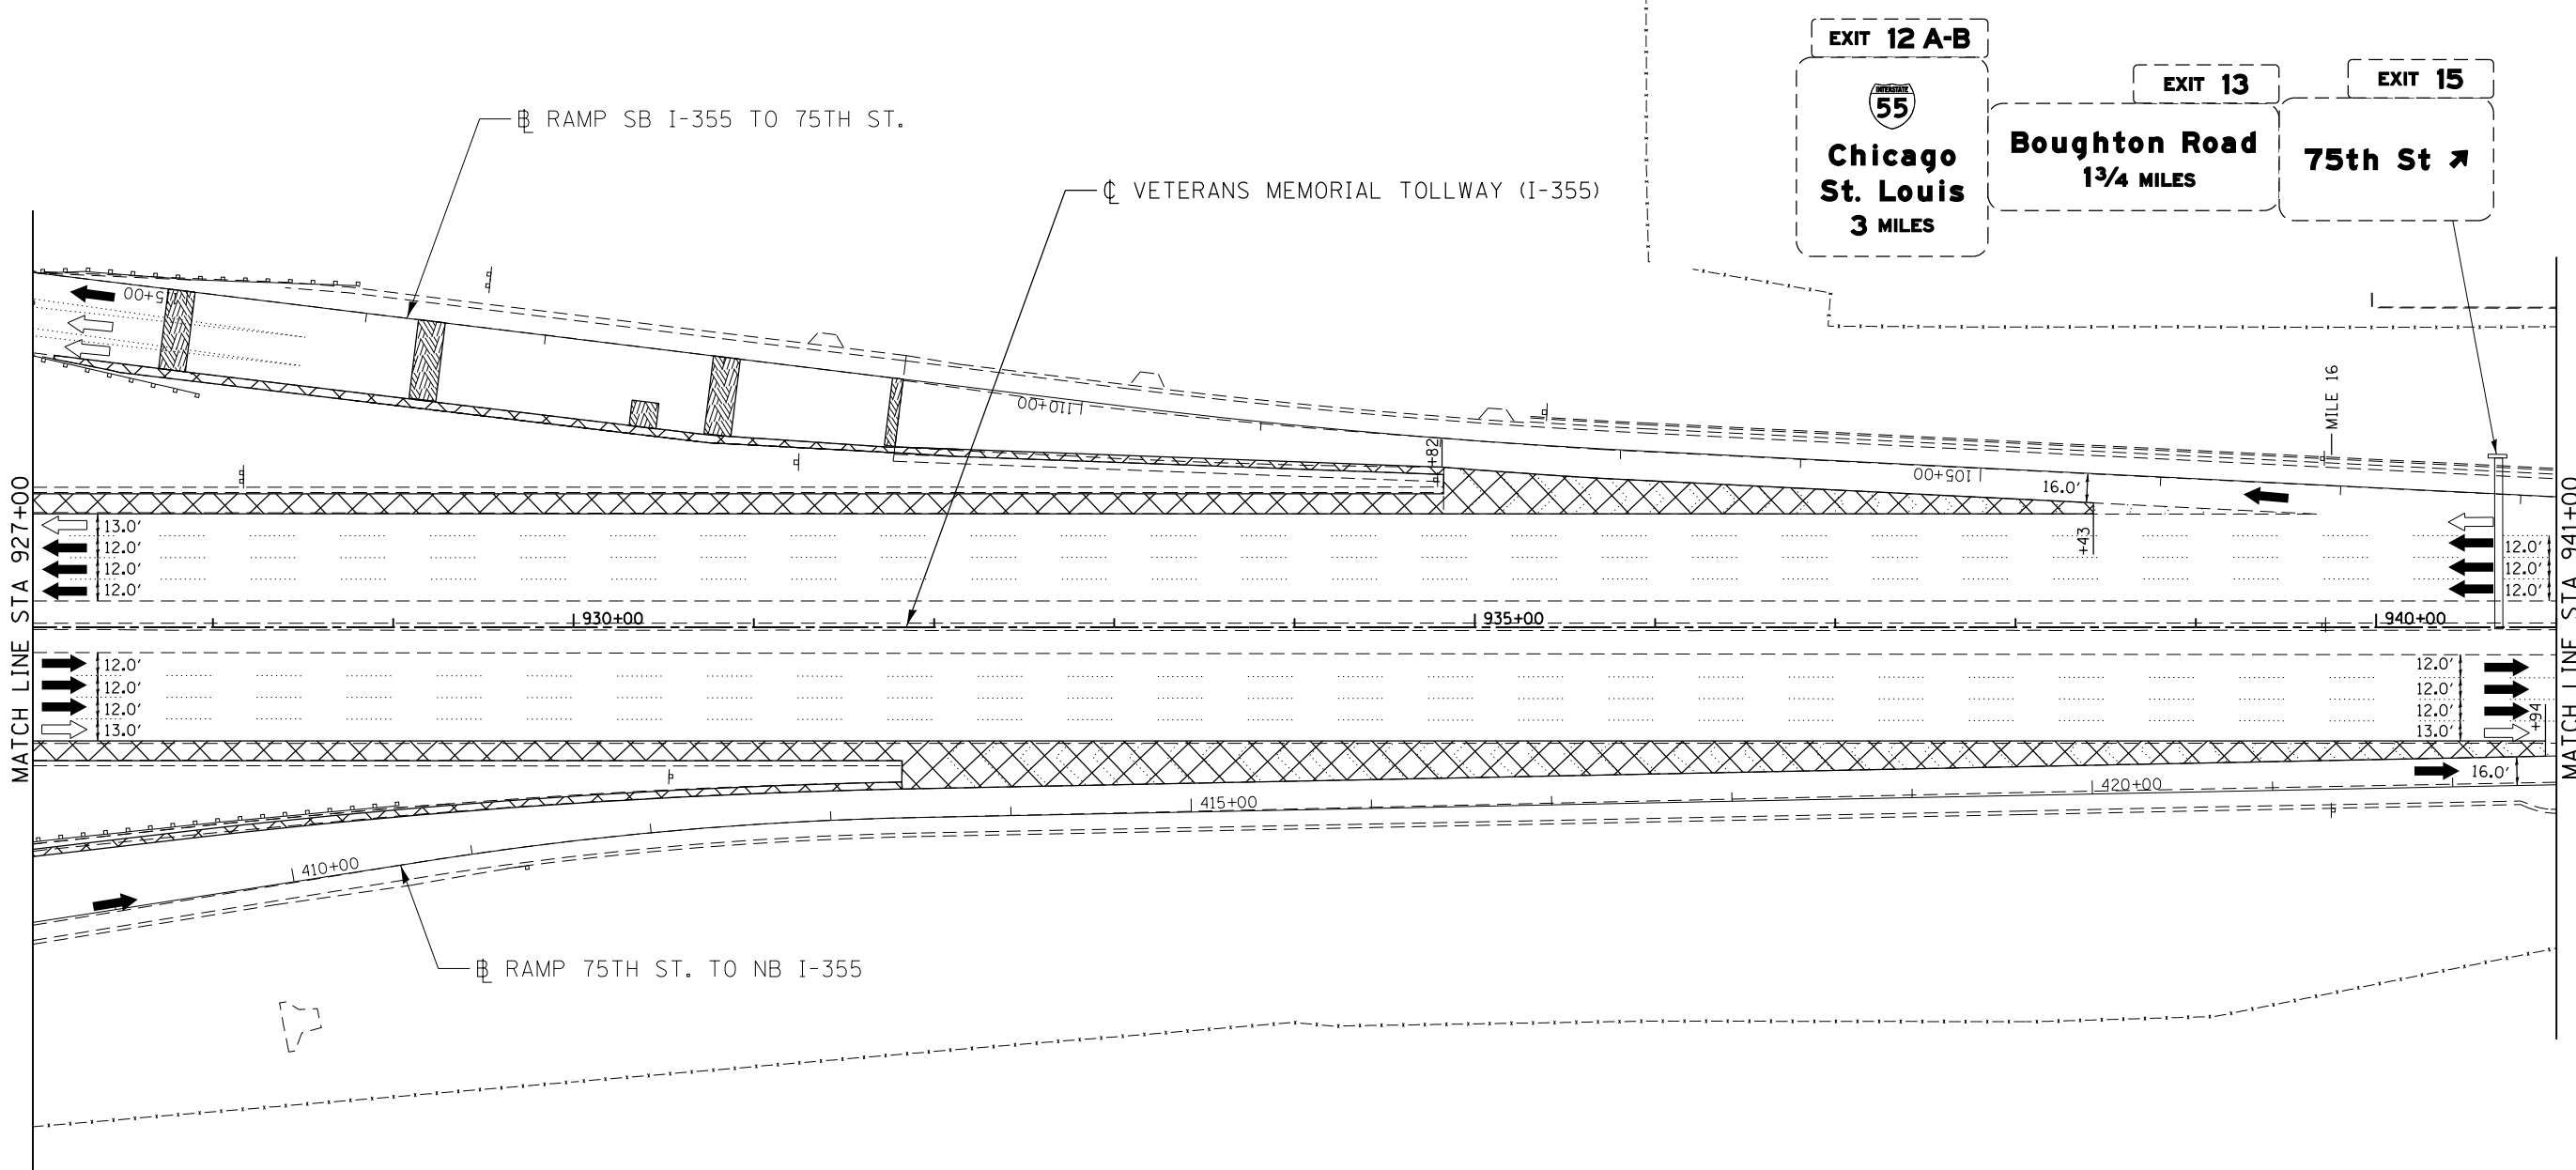 EXIT 12 A-B
INTERSTATE
55
Chicago
St. Louis
3 MILES
EXIT 13
Boughton Road
1 3/4 MILES
EXIT 15
75th St ↗
℄ RAMP SB I-355 TO 75TH ST.
℄ VETERANS MEMORIAL TOLLWAY (I-355)
MILE 16
115+00
110+00
+82
105+00
16.0'
+43
MATCH LINE STA 927+00
13.0'
12.0'
12.0'
12.0'
12.0'
12.0'
12.0'
930+00
935+00
940+00
MATCH LINE STA 941+00
12.0'
12.0'
12.0'
13.0'
12.0'
12.0'
12.0'
13.0'
+94
16.0'
410+00
415+00
420+00
℄ RAMP 75TH ST. TO NB I-355